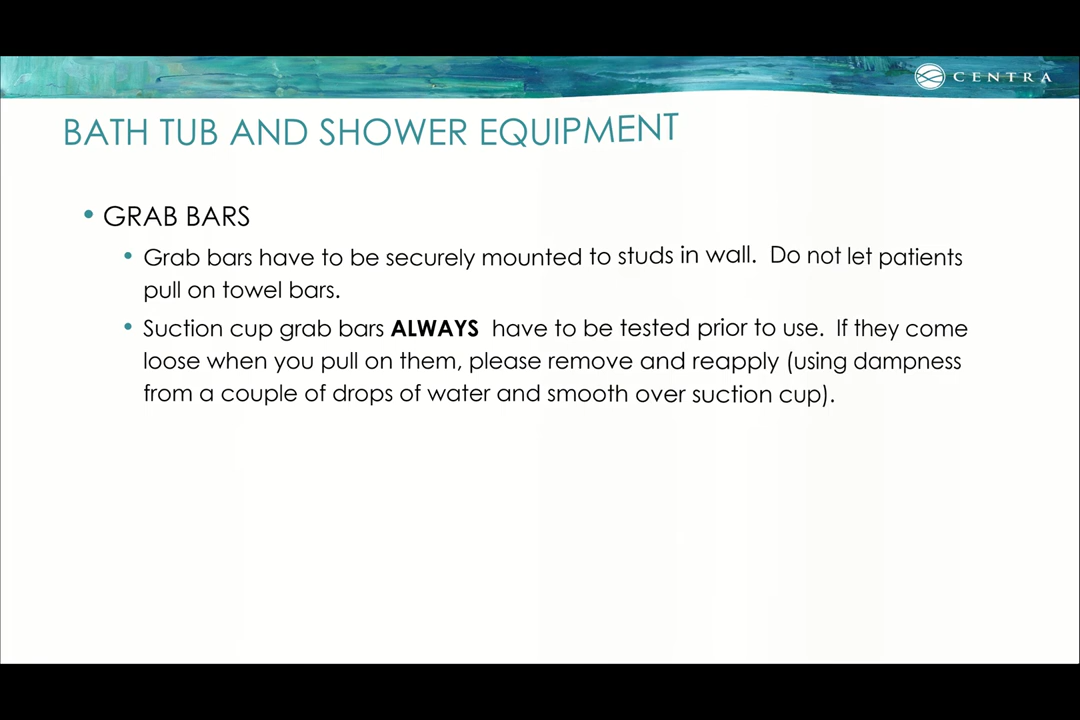 CENTRA
BATH TUB AND SHOWER EQUIPMENT
• GRAB BARS
• Grab bars have to be securely mounted to studs in wall.  Do not let patients
pull on towel bars.
• Suction cup grab bars ALWAYS  have to be tested prior to use.  If they come
loose when you pull on them, please remove and reapply (using dampness
from a couple of drops of water and smooth over suction cup).